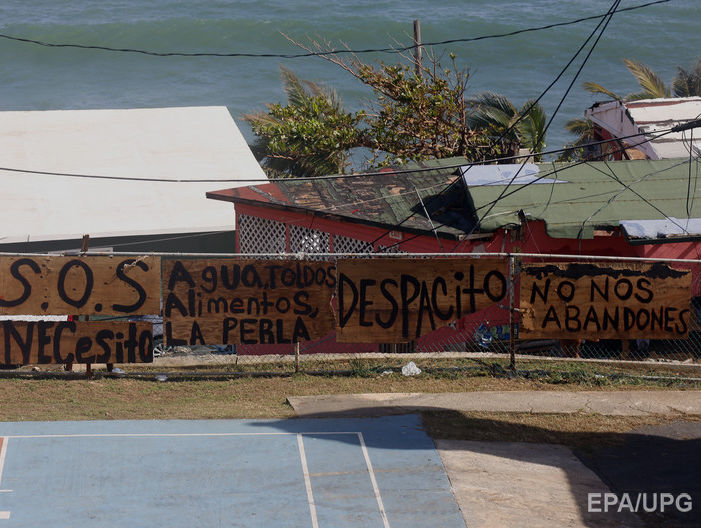 S.O.S
NECesito
AguA, ToldOs
Alimentos,
LA PERLA
DESPACito
No Nos
ABANDONES
EPA/UPG